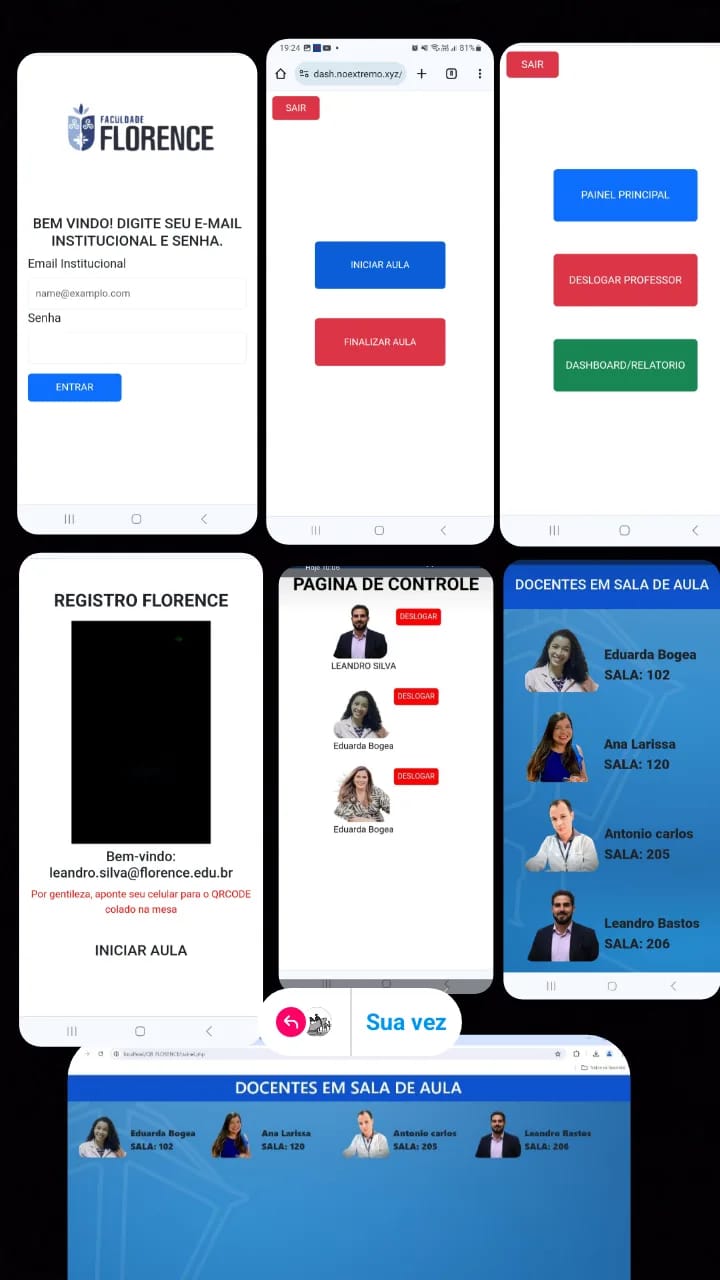 FACULDADE
FLORENCE
BEM VINDO! DIGITE SEU E-MAIL
INSTITUCIONAL E SENHA.
Email Institucional
name@examplo.com
Senha
ENTRAR
19:24
81%
dash.noextremo.xyz/
SAIR
INICIAR AULA
FINALIZAR AULA
SAIR
PAINEL PRINCIPAL
DESLOGAR PROFESSOR
DASHBOARD/RELATORIO
REGISTRO FLORENCE
Bem-vindo:
leandro.silva@florence.edu.br
Por gentileza, aponte seu celular para o QRCODE
colado na mesa
INICIAR AULA
PAGINA DE CONTROLE
DESLOGAR
LEANDRO SILVA
DESLOGAR
Eduarda Bogea
DESLOGAR
Eduarda Bogea
DOCENTES EM SALA DE AULA
Eduarda Bogea
SALA: 102
Ana Larissa
SALA: 120
Antonio carlos
SALA: 205
Leandro Bastos
SALA: 206
Sua vez
DOCENTES EM SALA DE AULA
Eduarda Bogea
SALA: 102
Ana Larissa
SALA: 120
Antonio carlos
SALA: 205
Leandro Bastos
SALA: 206